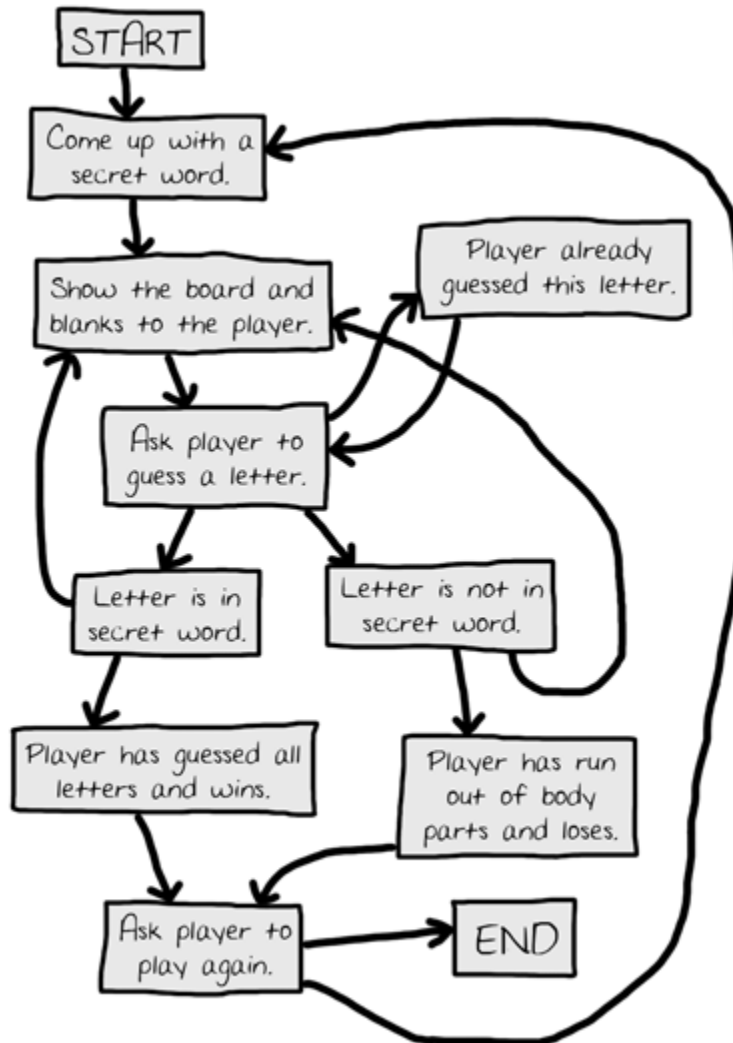 START
Come up with a
secret word.
Show the board and
blanks to the player.
Player already
guessed this letter.
Ask player to
guess a letter.
Letter is in
secret word.
Letter is not in
secret word.
Player has guessed all
letters and wins.
Player has run
out of body
parts and loses.
Ask player to
play again.
END